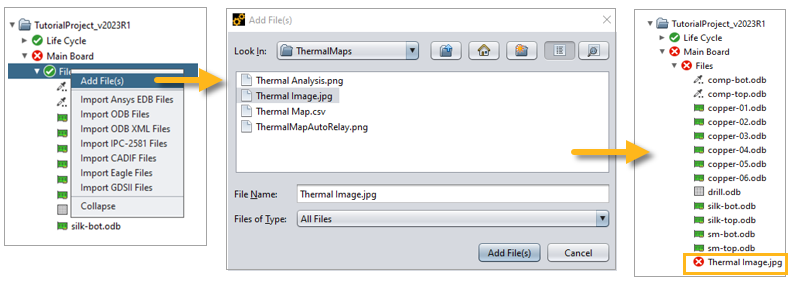 TutorialProject_v2023R1
Life Cycle
Main Board
File
Add File(s)
Import Ansys EDB Files
Import ODB Files
Import ODB XML Files
Import IPC-2581 Files
Import CADIF Files
Import Eagle Files
Import GDSII Files
Collapse
silk-bot.odb
Add File(s)
Look In:
ThermalMaps
Thermal Analysis.png
Thermal Image.jpg
Thermal Map.csv
ThermalMapAutoRelay.png
File Name:
Thermal Image.jpg
Files of Type:
All Files
Add File(s)
Cancel
TutorialProject_v2023R1
Life Cycle
Main Board
Files
comp-bot.odb
comp-top.odb
copper-01.odb
copper-02.odb
copper-03.odb
copper-04.odb
copper-05.odb
copper-06.odb
drill.odb
silk-bot.odb
silk-top.odb
sm-bot.odb
sm-top.odb
Thermal Image.jpg